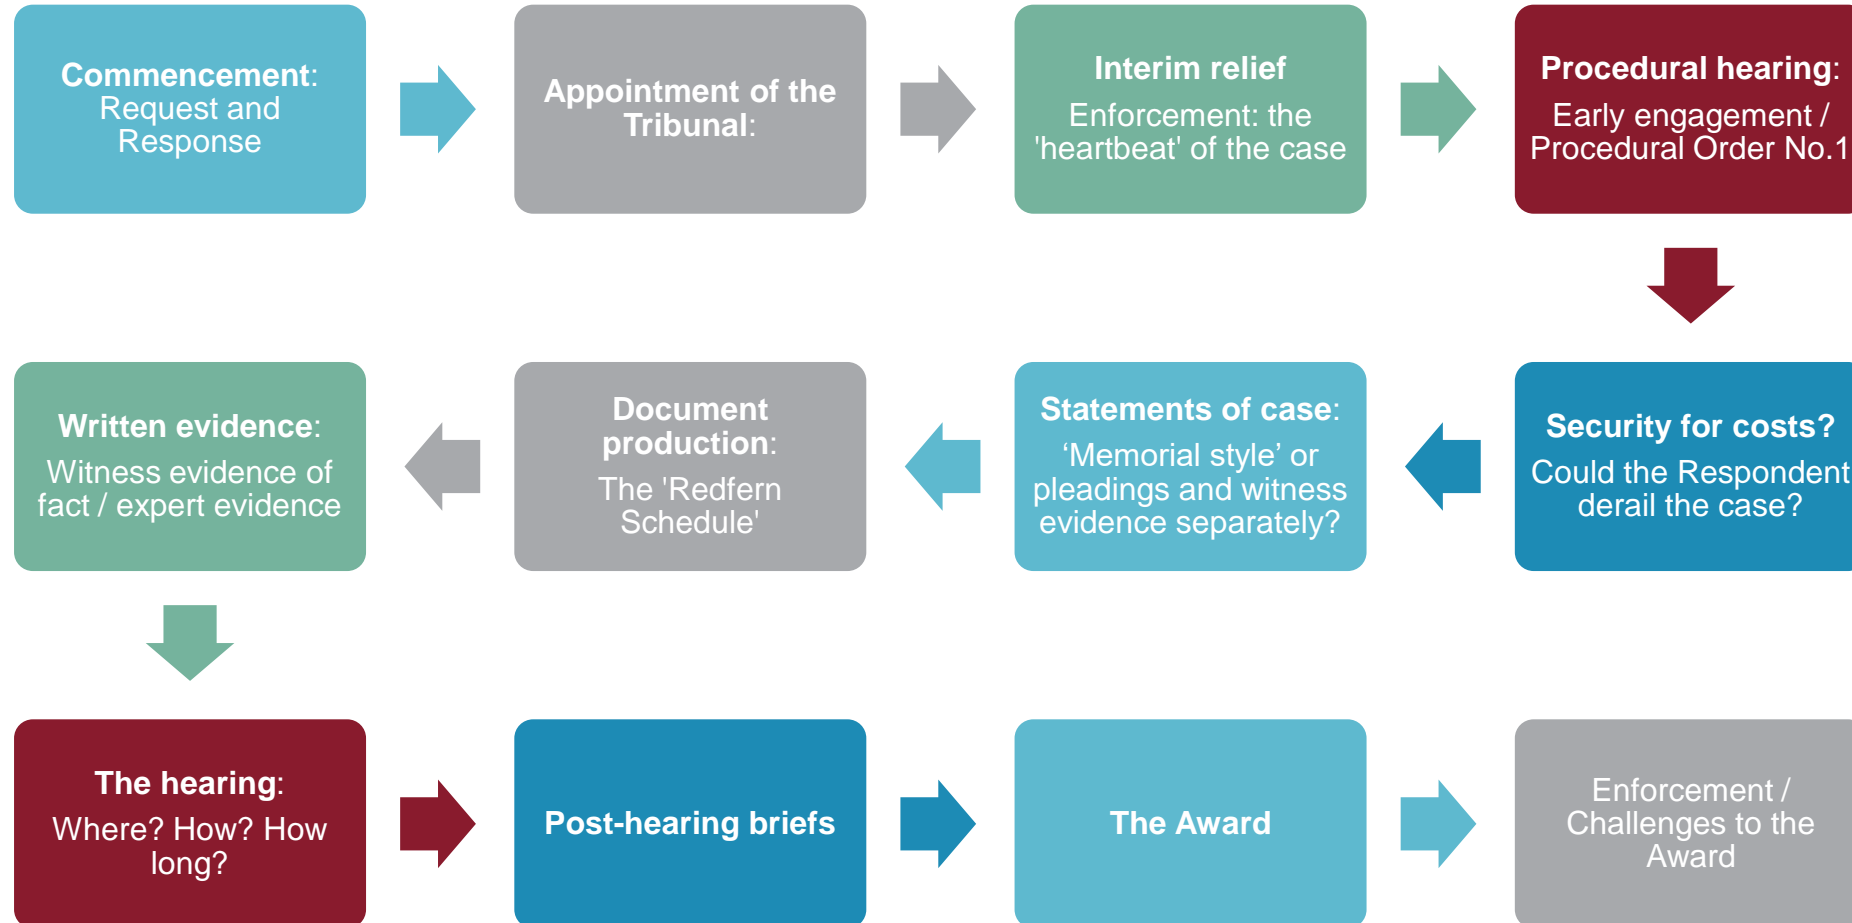 Commencement:
Request and
Response
Appointment of the
Tribunal:
Interim relief
Enforcement: the
'heartbeat' of the case
Procedural hearing:
Early engagement /
Procedural Order No.1
Security for costs?
Could the Respondent
derail the case?
Statements of case:
‘Memorial style’ or
pleadings and witness
evidence separately?
Document
production:
The 'Redfern
Schedule'
Written evidence:
Witness evidence of
fact / expert evidence
The hearing:
Where? How? How
long?
Post-hearing briefs
The Award
Enforcement /
Challenges to the
Award